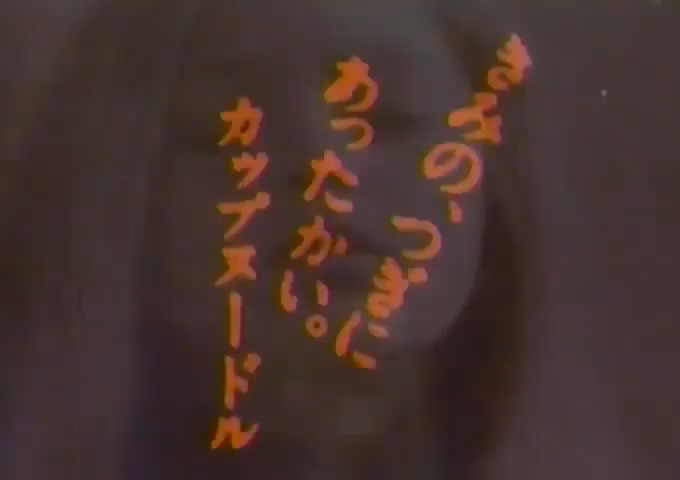 きみの、つぎに
あったかい。
カップヌードル